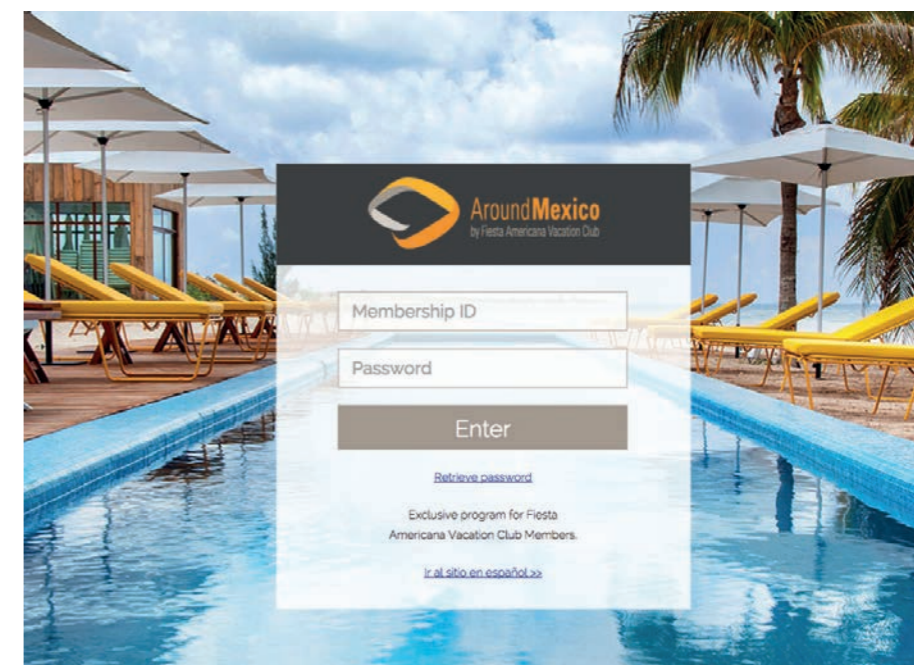 AroundMexico
by Fiesta Americana Vacation Club
Membership ID
Password
Enter
Retrieve password
Exclusive program for Fiesta
Americana Vacation Club Members.
Ir al sitio en español >>